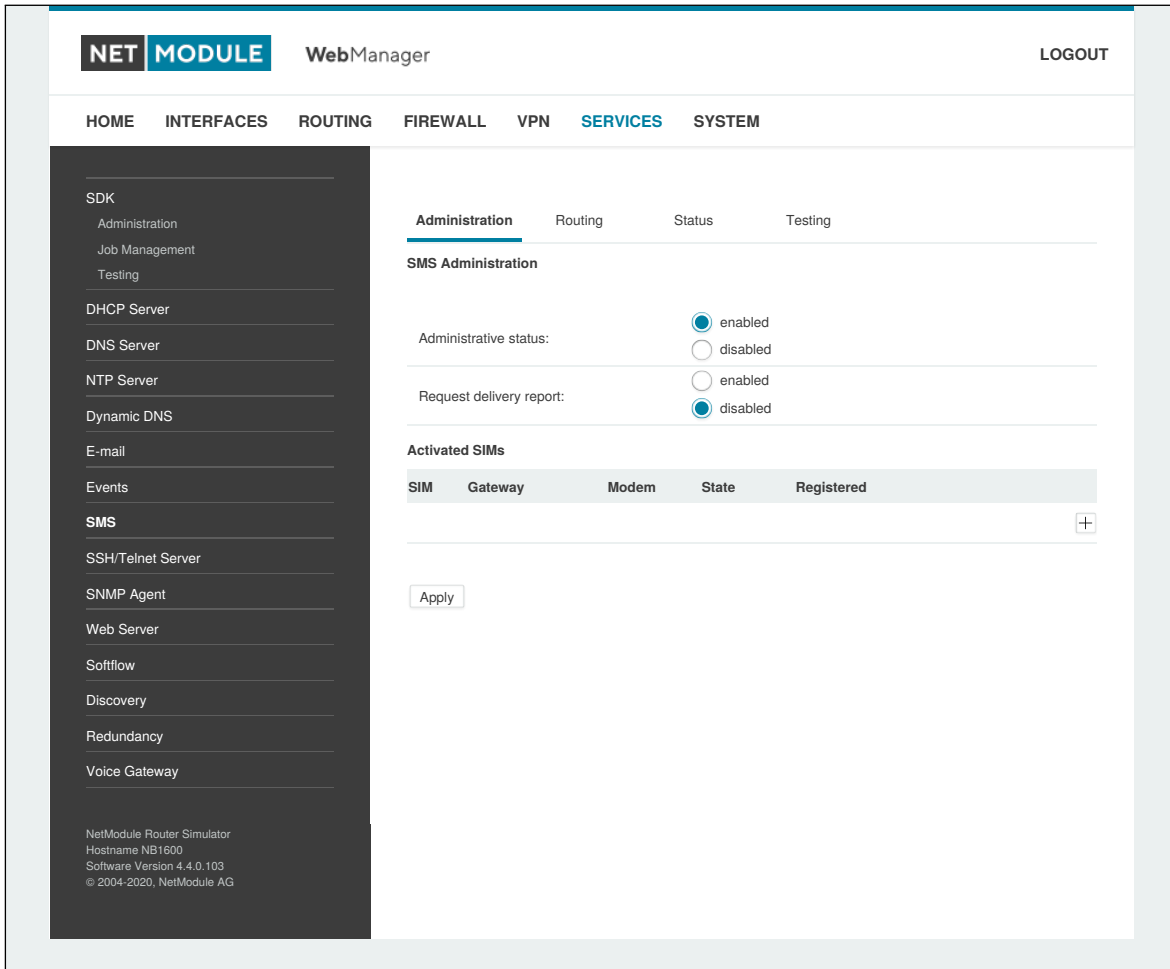 NET MODULE WebManager LOGOUT
HOME INTERFACES ROUTING FIREWALL VPN SERVICES SYSTEM
SDK
Administration
Job Management
Testing
DHCP Server
DNS Server
NTP Server
Dynamic DNS
E-mail
Events
SMS
SSH/Telnet Server
SNMP Agent
Web Server
Softflow
Discovery
Redundancy
Voice Gateway
NetModule Router Simulator
Hostname NB1600
Software Version 4.4.0.103
© 2004-2020, NetModule AG
Administration Routing Status Testing
SMS Administration
Administrative status:
enabled
disabled
Request delivery report:
enabled
disabled
Activated SIMs
SIM Gateway Modem State Registered
Apply